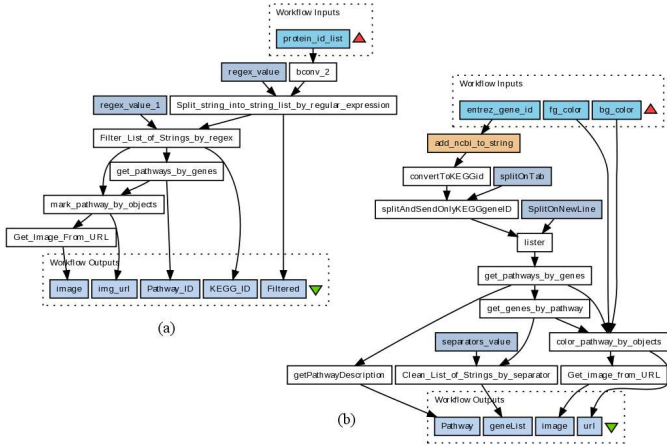 Workflow Inputs
protein_id_list
regex_value
bconv_2
regex_value_1
Split_string_into_string_list_by_regular_expression
Filter_List_of_Strings_by_regex
get_pathways_by_genes
mark_pathway_by_objects
Get_Image_From_URL
Workflow Outputs
image
img_url
Pathway_ID
KEGG_ID
Filtered
(a)
Workflow Inputs
entrez_gene_id
fg_color
bg_color
add_ncbi_to_string
convertToKEGGid
splitOnTab
splitAndSendOnlyKEGGgeneID
SplitOnNewLine
lister
get_pathways_by_genes
get_genes_by_pathway
separators_value
color_pathway_by_objects
getPathwayDescription
Clean_List_of_Strings_by_separator
Get_image_from_URL
Workflow Outputs
Pathway
geneList
image
url
(b)